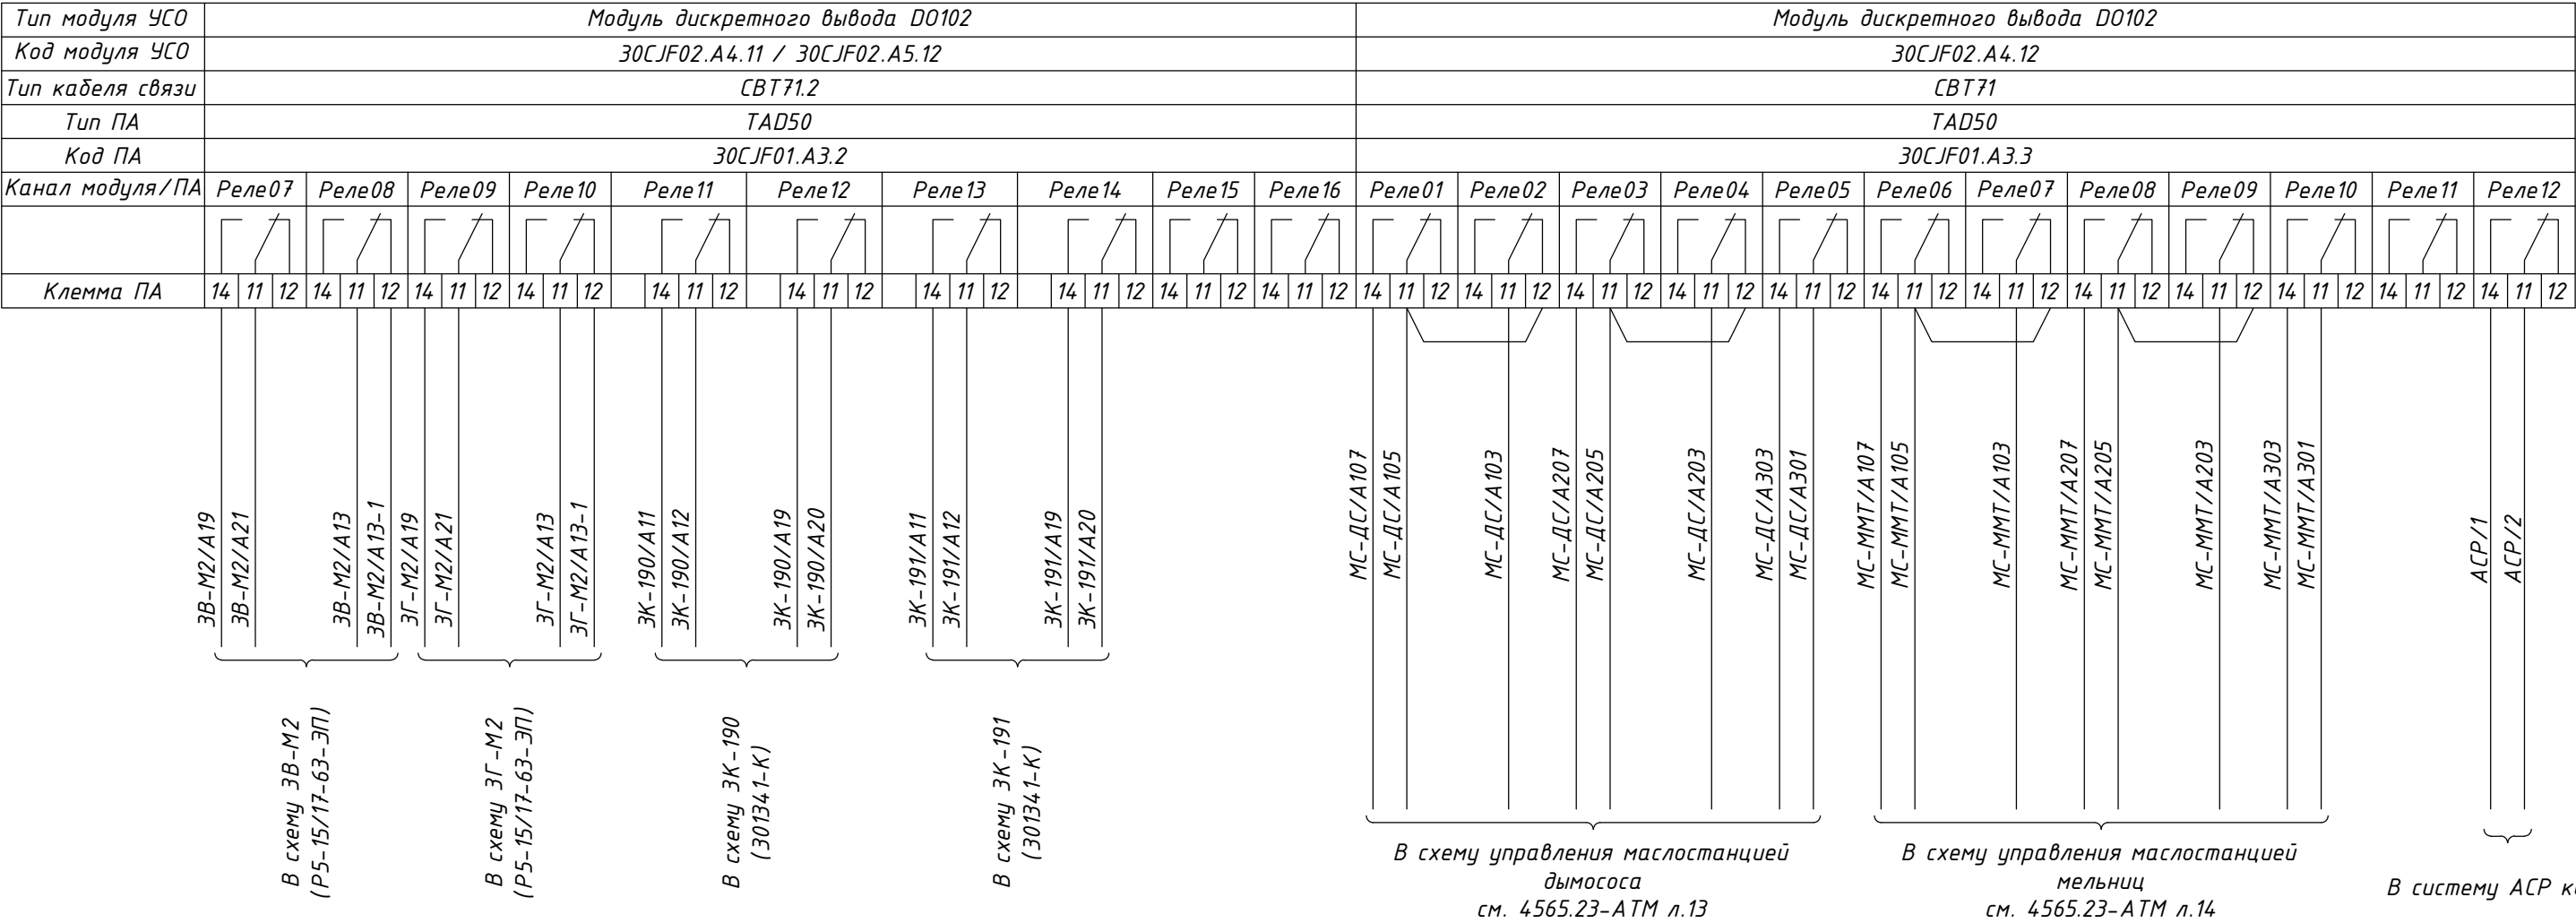 Тип модуля УСО Модуль дискретного вывода DO102 Модуль дискретного вывода DO102
Код модуля УСО 30CJF02.A4.11 / 30CJF02.A5.12 30CJF02.A4.12
Тип кабеля связи CBT71.2 CBT71
Тип ПА TAD50 TAD50
Код ПА 30CJF01.A3.2 30CJF01.A3.3
Канал модуля/ПА Реле07 Реле08 Реле09 Реле10 Реле11 Реле12 Реле13 Реле14 Реле15 Реле16 Реле01 Реле02 Реле03 Реле04 Реле05 Реле06 Реле07 Реле08 Реле09 Реле10 Реле11 Реле12
Клемма ПА 14 11 12 14 11 12 14 11 12 14 11 12 14 11 12 14 11 12 14 11 12 14 11 12 14 11 12 14 11 12 14 11 12 14 11 12 14 11 12 14 11 12 14 11 12 14 11 12 14 11 12 14 11 12 14 11 12 14 11 12 14 11 12 14 11 12
3В-М2/А19
3В-М2/А21
3В-М2/А13
3В-М2/А13-1
3Г-М2/А19
3Г-М2/А21
3Г-М2/А13
3Г-М2/А13-1
3К-190/А11
3К-190/А12
3К-190/А19
3К-190/А20
3К-191/А11
3К-191/А12
3К-191/А19
3К-191/А20
МС-ДС/А107
МС-ДС/А105
МС-ДС/А103
МС-ДС/А207
МС-ДС/А205
МС-ДС/А203
МС-ДС/А303
МС-ДС/А301
МС-ММТ/А107
МС-ММТ/А105
МС-ММТ/А103
МС-ММТ/А207
МС-ММТ/А205
МС-ММТ/А203
МС-ММТ/А303
МС-ММТ/А301
АСР/1
АСР/2
В схему 3В-М2
(Р5-15/17-63-ЭП)
В схему 3Г-М2
(Р5-15/17-63-ЭП)
В схему 3К-190
(301341-К)
В схему 3К-191
(301341-К)
В схему управления маслостанцией
дымососа
см. 4565.23-АТМ л.13
В схему управления маслостанцией
мельниц
см. 4565.23-АТМ л.14
В систему АСР